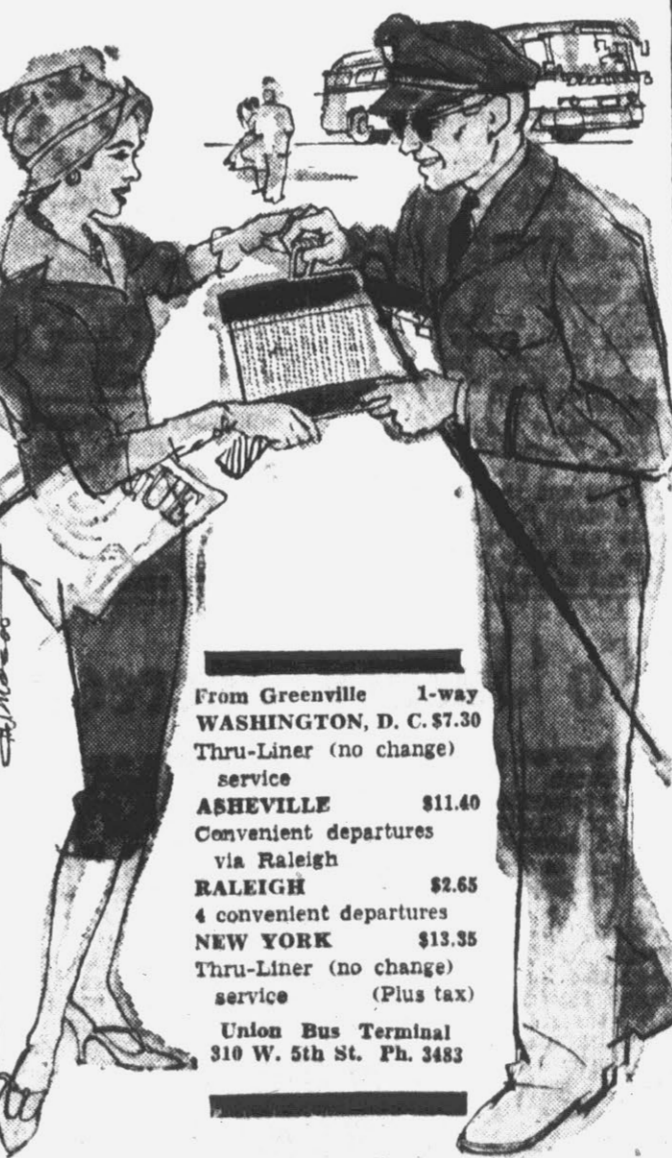 From Greenville 1-way
WASHINGTON, D. C. $7.30
Thru-Liner (no change)
service
ASHEVILLE $11.40
Convenient departures
via Raleigh
RALEIGH $2.65
4 convenient departures
NEW YORK $13.35
Thru-Liner (no change)
service (Plus tax)
Union Bus Terminal
310 W. 5th St. Ph. 3483